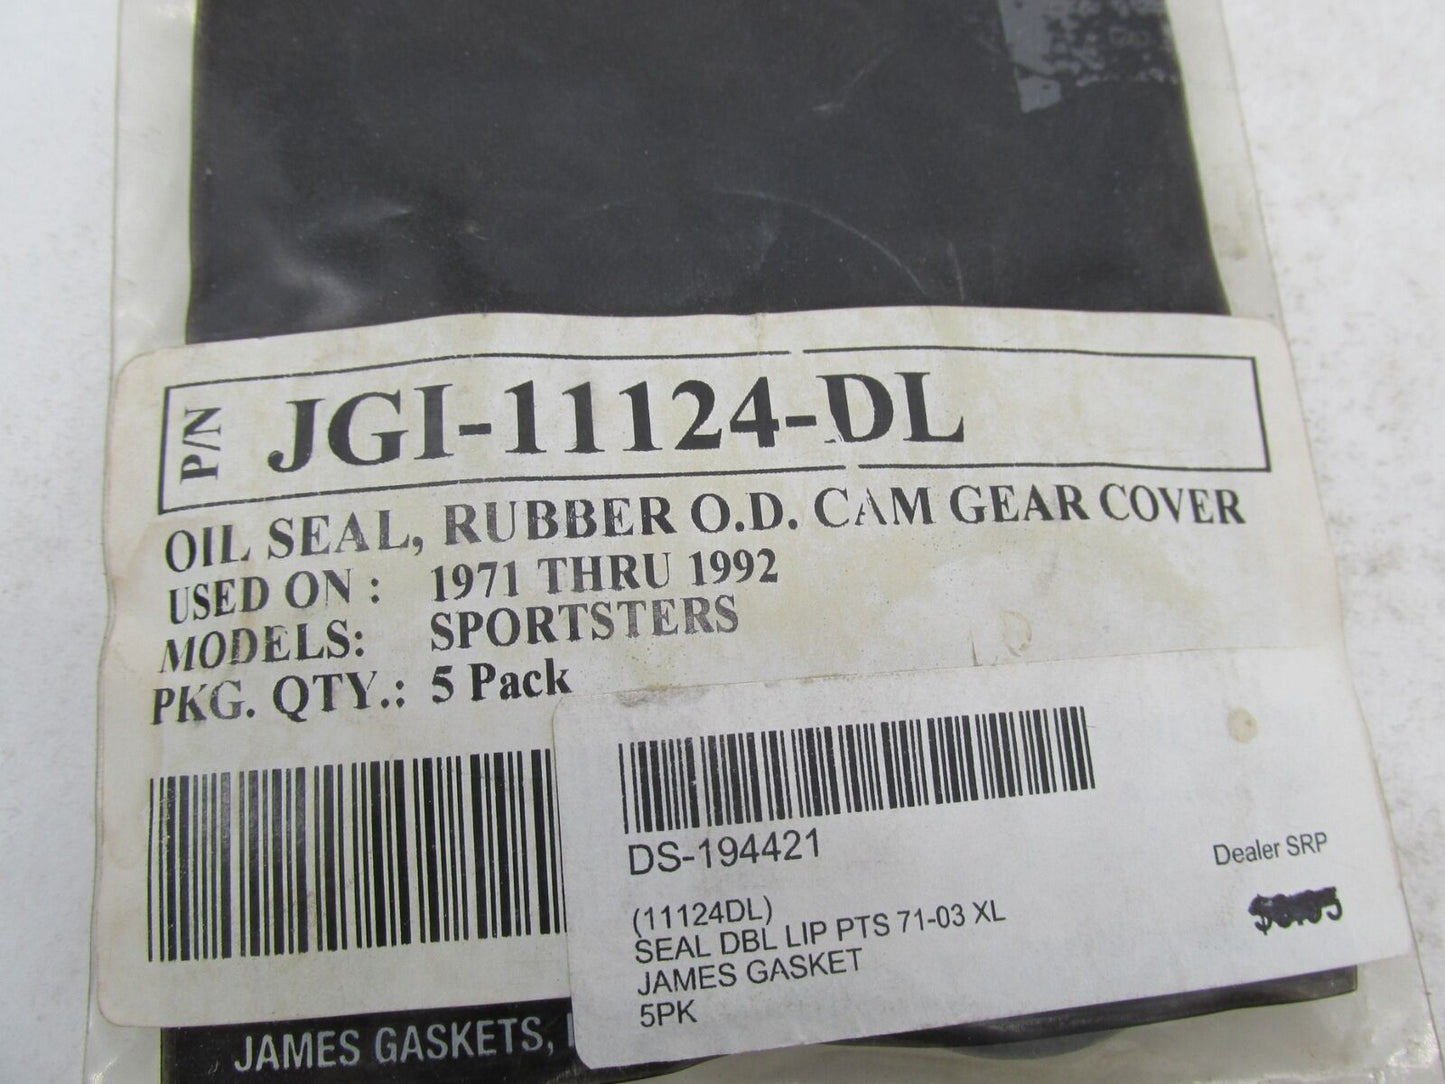 P/N JGI-11124-DL
OIL SEAL, RUBBER O.D. CAM GEAR COVER
USED ON : 1971 THRU 1992
MODELS: SPORTSTERS
PKG. QTY.: 5 Pack
DS-194421
Dealer SRP
(11124DL)
SEAL DBL LIP PTS 71-03 XL
JAMES GASKET
5PK
JAMES GASKETS,